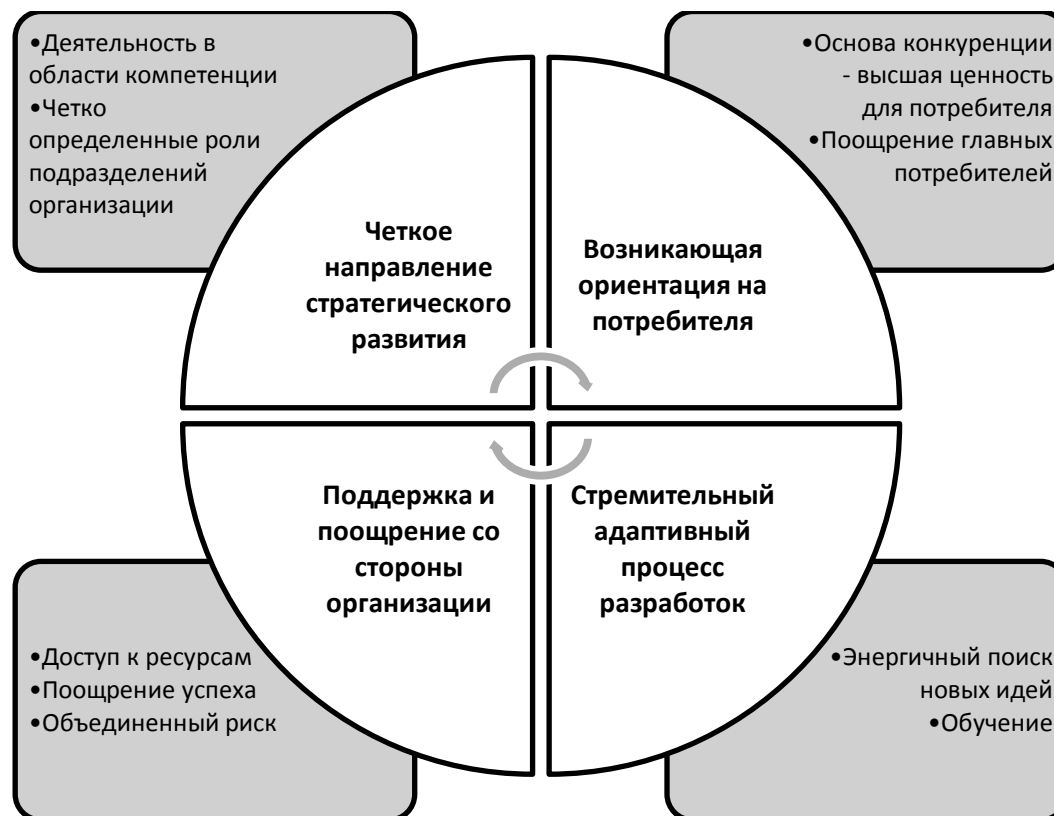 •Деятельность в
области компетенции
•Четко
определенные роли
подразделений
организации
•Основа конкуренции
- высшая ценность
для потребителя
•Поощрение главных
потребителей
Четкое
направление
стратегического
развития
Возникающая
ориентация на
потребителя
Поддержка и
поощрение со
стороны
организации
Стремительный
адаптивный
процесс
разработок
•Доступ к ресурсам
•Поощрение успеха
•Объединенный риск
•Энергичный поиск
новых идей
•Обучение